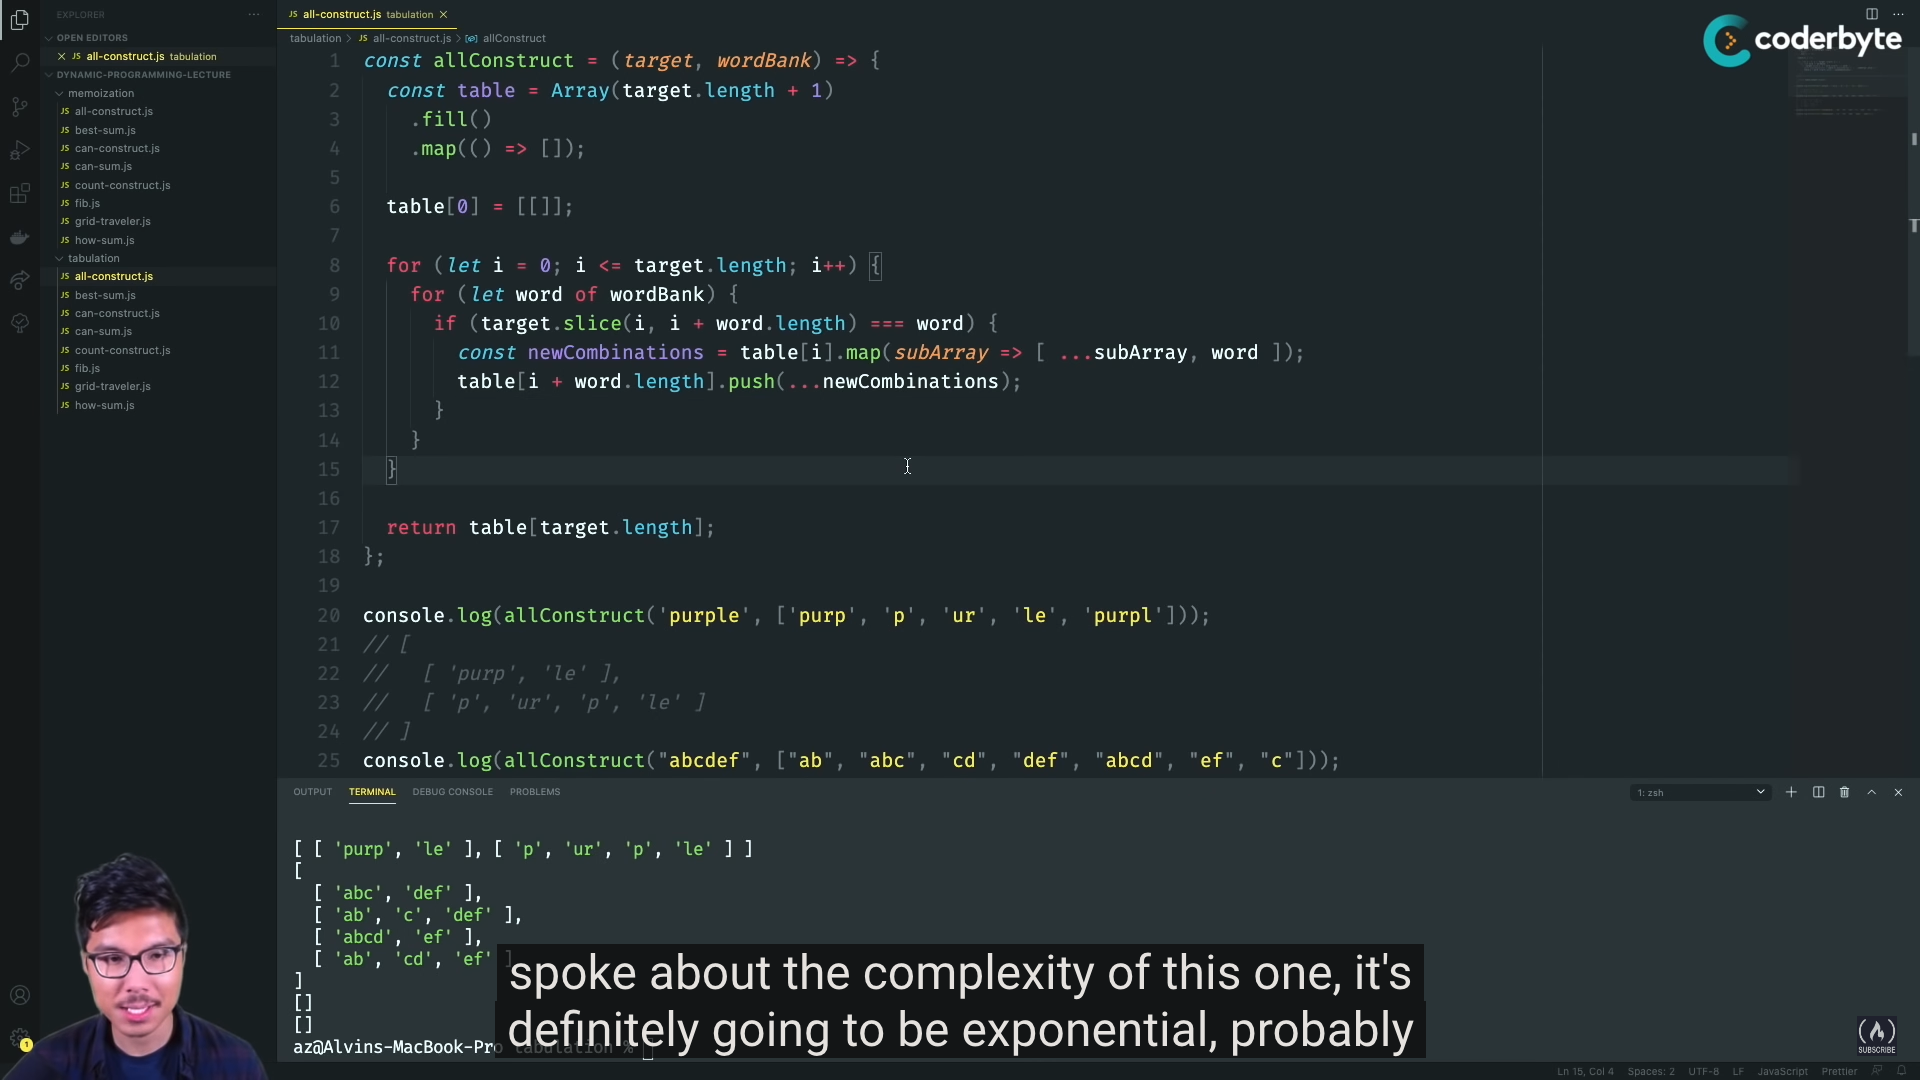 EXPLORER
OPEN EDITORS
JS all-construct.js tabulation
DYNAMIC-PROGRAMMING-LECTURE
memoization
JS all-construct.js
JS best-sum.js
JS can-construct.js
JS can-sum.js
JS count-construct.js
JS fib.js
JS grid-traveler.js
JS how-sum.js
tabulation
JS all-construct.js
JS best-sum.js
JS can-construct.js
JS can-sum.js
JS count-construct.js
JS fib.js
JS grid-traveler.js
JS how-sum.js
1
JS all-construct.js tabulation
tabulation > JS all-construct.js > allConstruct
coderbyte
1 const allConstruct = (target, wordBank) => {
2 const table = Array(target.length + 1)
3 .fill()
4 .map(() => []);
5
6 table[0] = [[]];
7
8 for (let i = 0; i <= target.length; i++) {
9 for (let word of wordBank) {
10 if (target.slice(i, i + word.length) === word) {
11 const newCombinations = table[i].map(subArray => [ ...subArray, word ]);
12 table[i + word.length].push(...newCombinations);
13 }
14 }
15 }
16
17 return table[target.length];
18 };
19
20 console.log(allConstruct('purple', ['purp', 'p', 'ur', 'le', 'purpl']));
21 // [
22 // [ 'purp', 'le' ],
23 // [ 'p', 'ur', 'p', 'le' ]
24 // ]
25 console.log(allConstruct("abcdef", ["ab", "abc", "cd", "def", "abcd", "ef", "c"]));
OUTPUT TERMINAL DEBUG CONSOLE PROBLEMS
1: zsh
[ [ 'purp', 'le' ], [ 'p', 'ur', 'p', 'le' ] ]
[
[ 'abc', 'def' ],
[ 'ab', 'c', 'def' ],
[ 'abcd', 'ef' ],
[ 'ab', 'cd', 'ef' ]
]
[]
[]
az@Alvins-MacBook-Pro tabulation %
spoke about the complexity of this one, it's
definitely going to be exponential, probably
SUBSCRIBE
Ln 15, Col 4 Spaces: 2 UTF-8 LF JavaScript Prettier